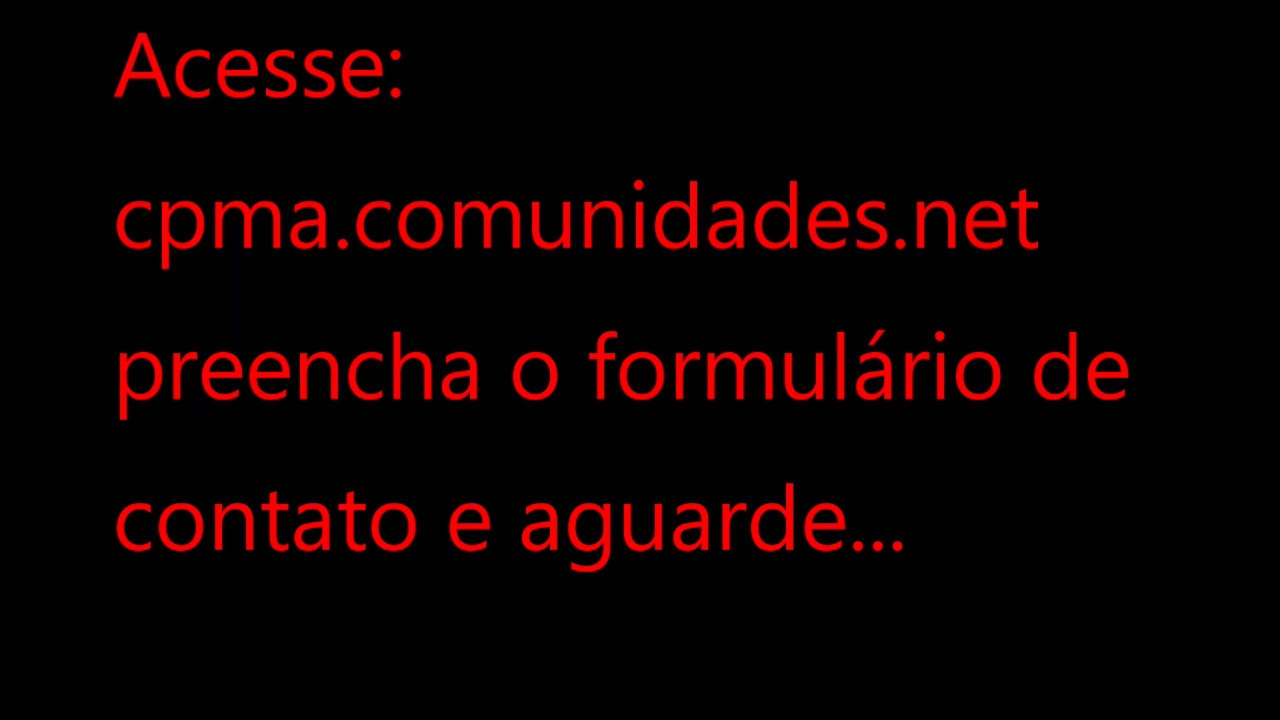 Acesse:
cpma.comunidades.net
preencha o formulário de
contato e aguarde...